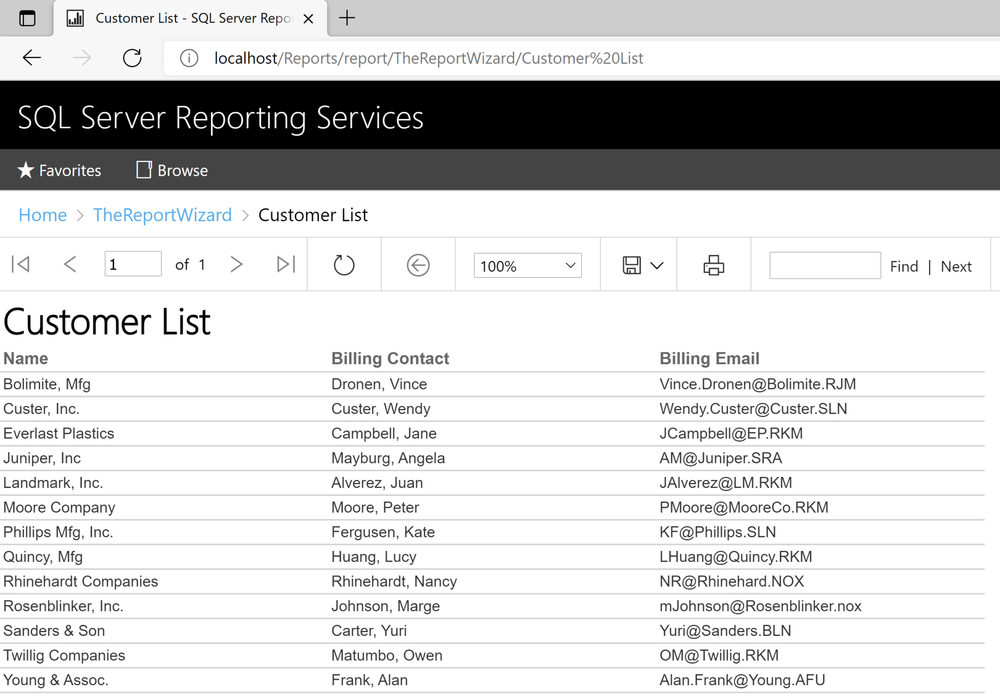 Customer List - SQL Server Repo
localhost/Reports/report/TheReportWizard/Customer%20List
SQL Server Reporting Services
Favorites Browse
Home > TheReportWizard > Customer List
1 of 1 100% Find | Next
Customer List
Name Billing Contact Billing Email
Bolimite, Mfg Dronen, Vince Vince.Dronen@Bolimite.RJM
Custer, Inc. Custer, Wendy Wendy.Custer@Custer.SLN
Everlast Plastics Campbell, Jane JCampbell@EP.RKM
Juniper, Inc Mayburg, Angela AM@Juniper.SRA
Landmark, Inc. Alverez, Juan JAlverez@LM.RKM
Moore Company Moore, Peter PMoore@MooreCo.RKM
Phillips Mfg, Inc. Fergusen, Kate KF@Phillips.SLN
Quincy, Mfg Huang, Lucy LHuang@Quincy.RKM
Rhinehardt Companies Rhinehardt, Nancy NR@Rhinehard.NOX
Rosenblinker, Inc. Johnson, Marge mJohnson@Rosenblinker.nox
Sanders & Son Carter, Yuri Yuri@Sanders.BLN
Twillig Companies Matumbo, Owen OM@Twillig.RKM
Young & Assoc. Frank, Alan Alan.Frank@Young.AFU